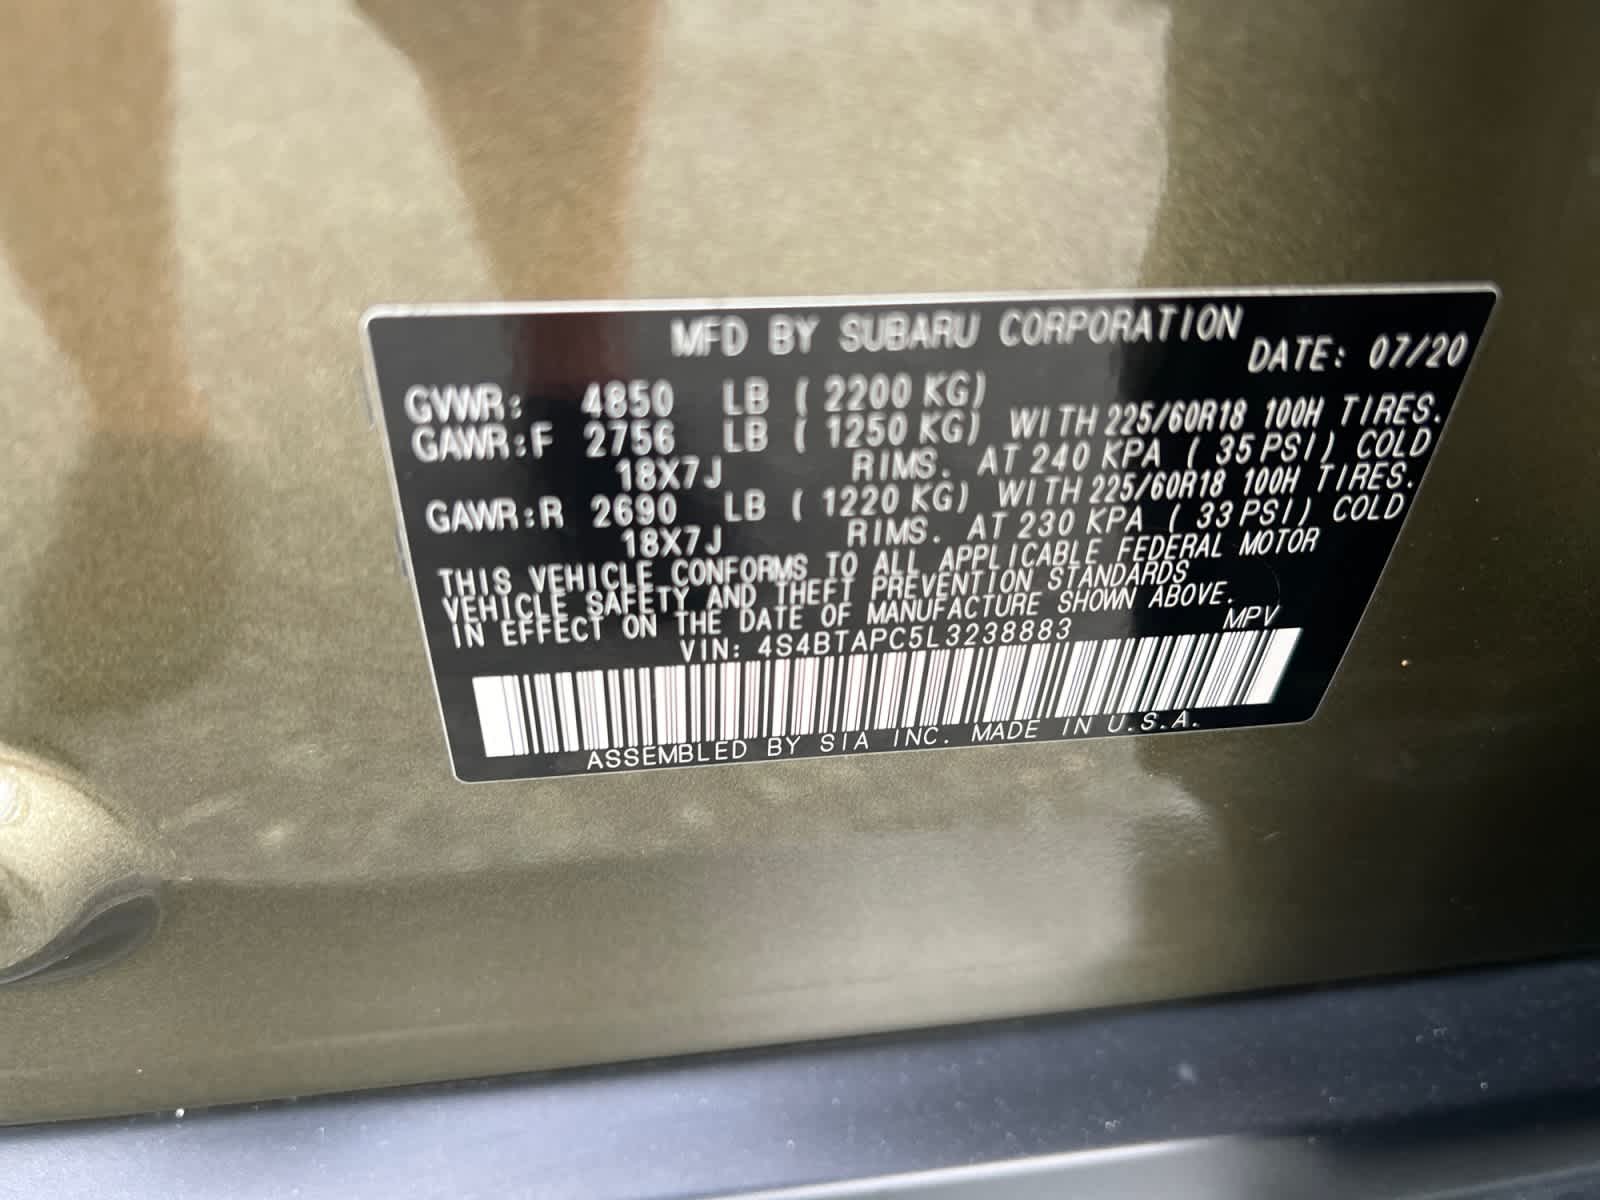 MFD BY SUBARU CORPORATION
DATE: 07/20
GVWR: 4850 LB ( 2200 KG)
GAWR:F 2756 LB ( 1250 KG) WITH 225/60R18 100H TIRES.
18X7J RIMS. AT 240 KPA ( 35 PSI) COLD
GAWR:R 2690 LB ( 1220 KG) WITH 225/60R18 100H TIRES.
18X7J RIMS. AT 230 KPA ( 33 PSI) COLD
THIS VEHICLE CONFORMS TO ALL APPLICABLE FEDERAL MOTOR
VEHICLE SAFETY AND THEFT PREVENTION STANDARDS
IN EFFECT ON THE DATE OF MANUFACTURE SHOWN ABOVE.
VIN: 4S4BTAPC5L3238883 MPV
ASSEMBLED BY SIA INC. MADE IN U.S.A.